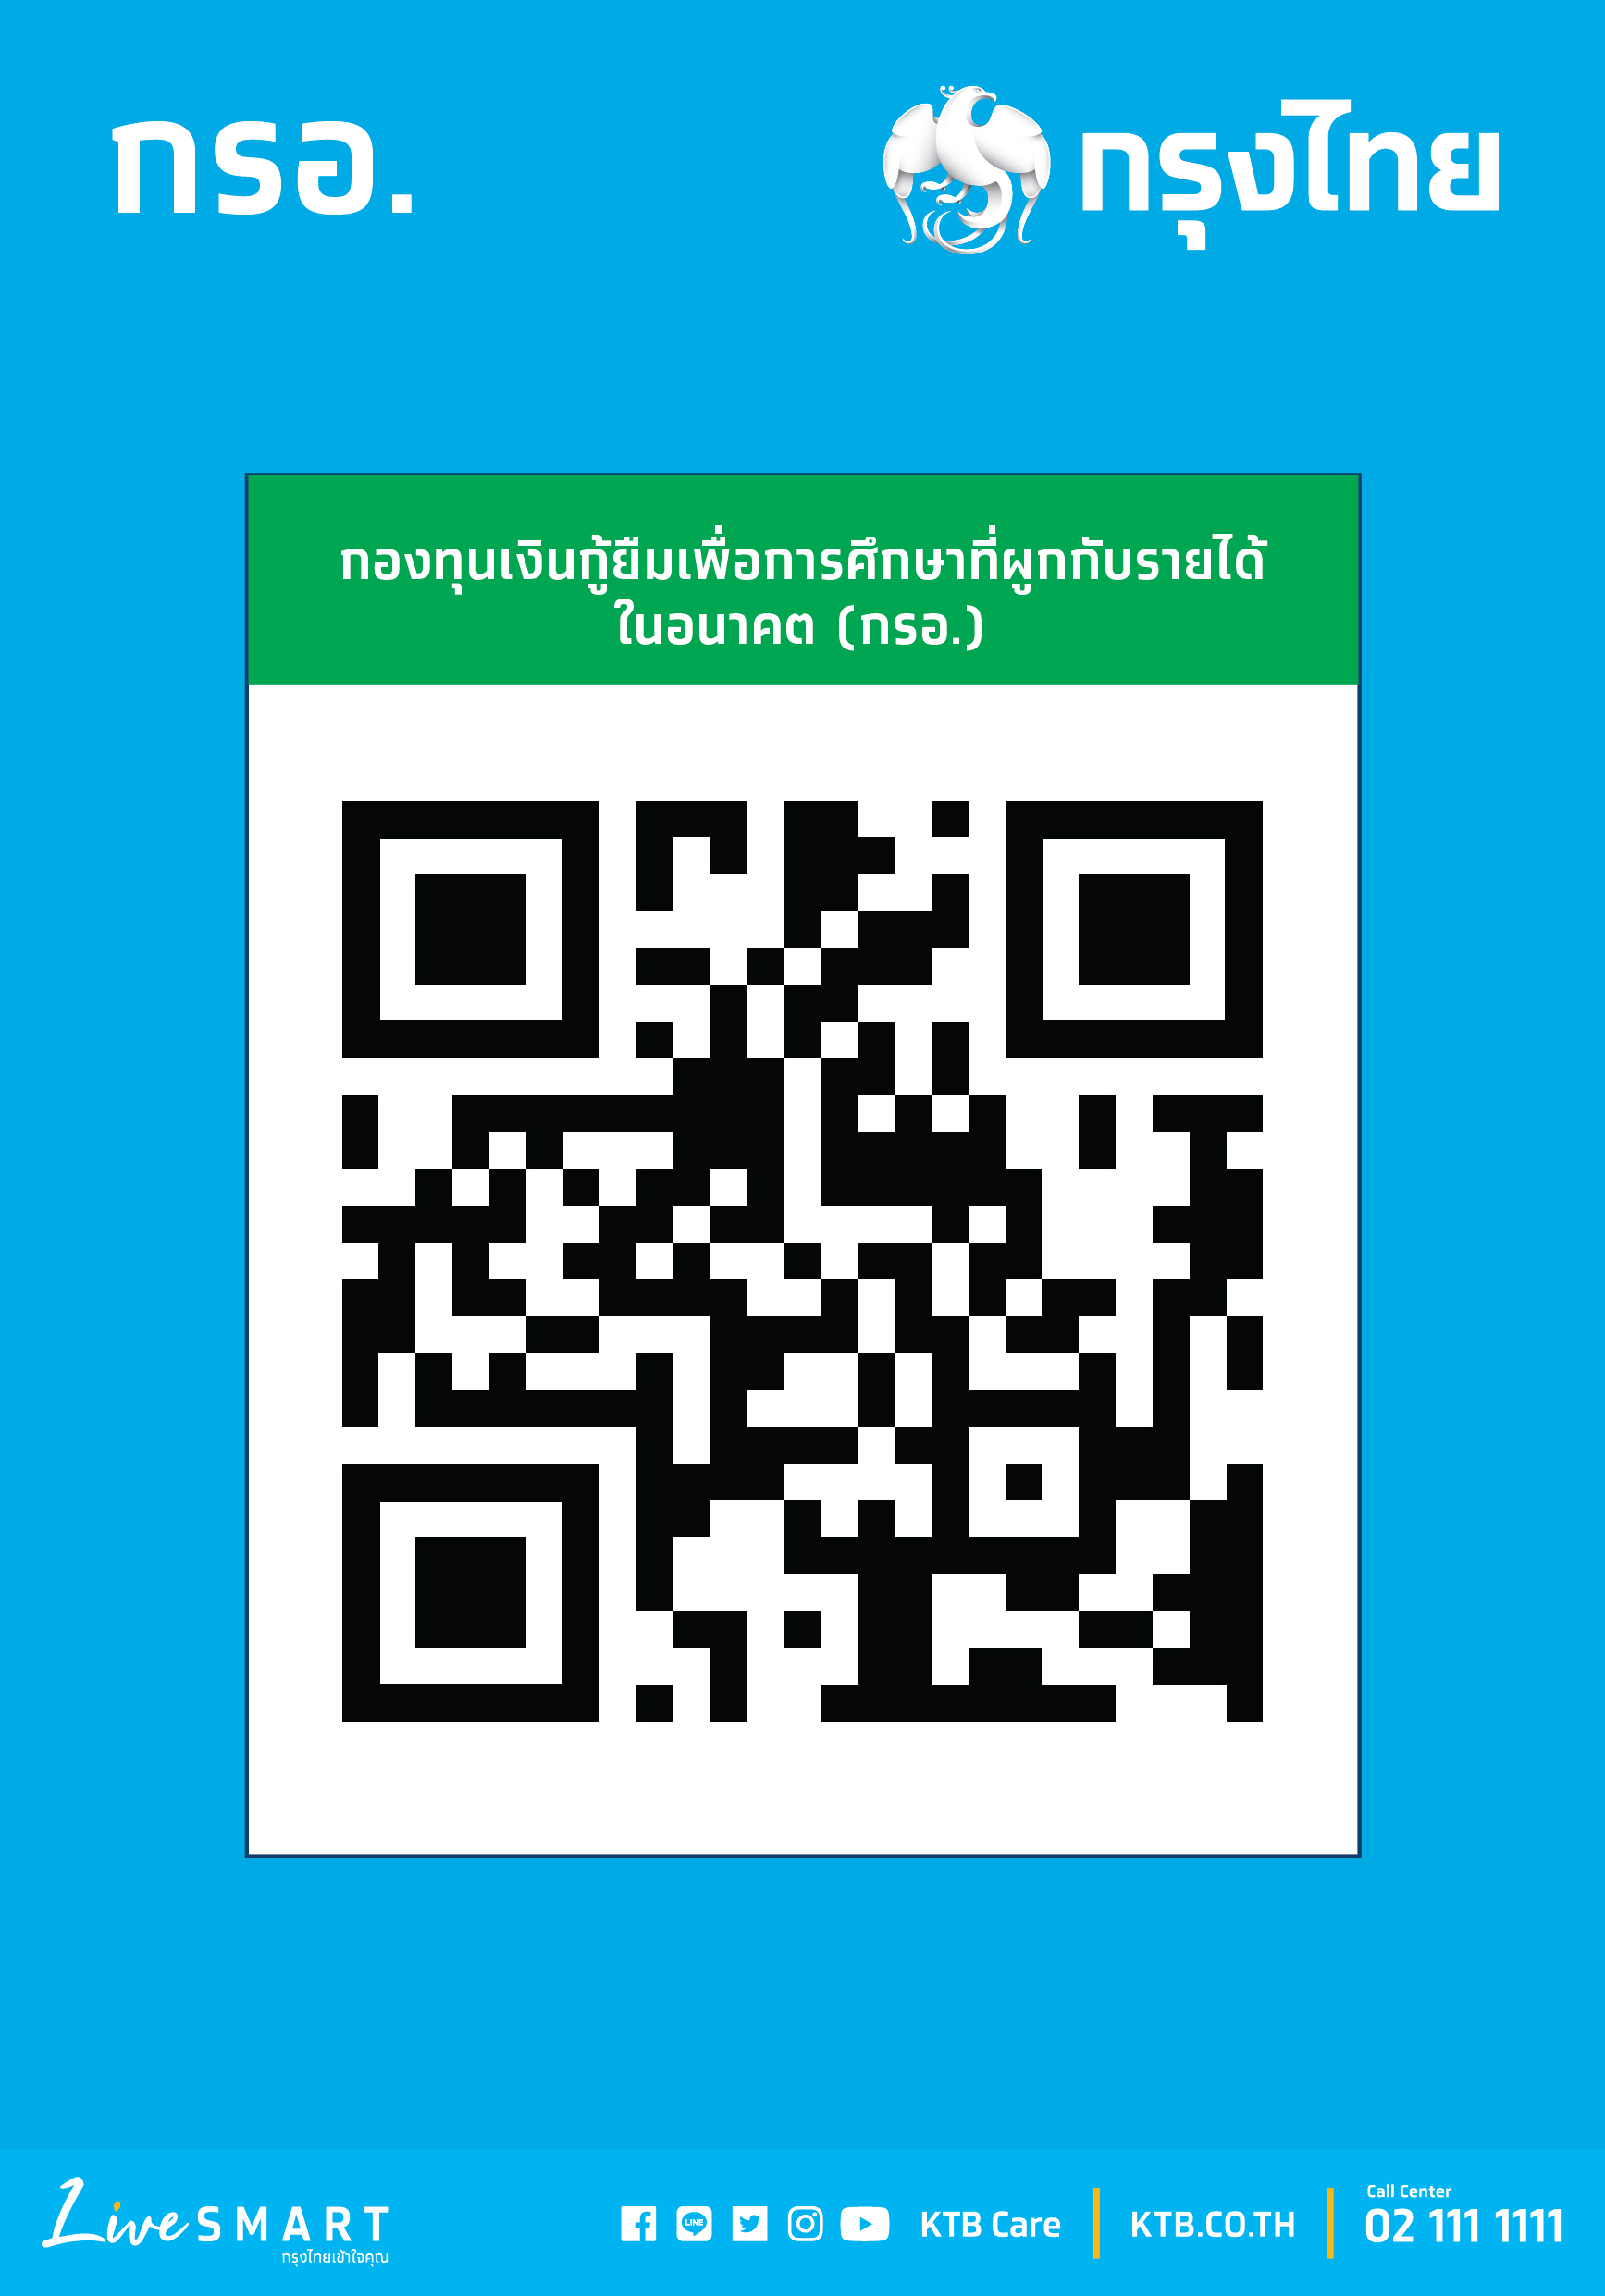 กรอ.
กรุงไทย
กองทุนเงินกู้ยืมเพื่อการศึกษาที่ผูกกับรายได้
ในอนาคต (กรอ.)
Live SMART
กรุงไทยเข้าใจคุณ
LINE
KTB Care
KTB.CO.TH
Call Center
02 111 1111